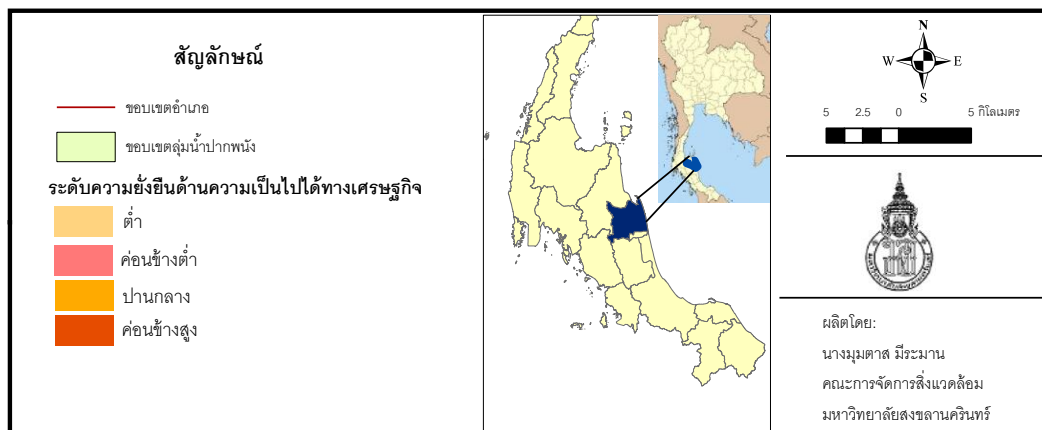 สัญลักษณ์
ขอบเขตอำเภอ
ขอบเขตลุ่มน้ำปากพนัง
ระดับความยั่งยืนด้านความเป็นไปได้ทางเศรษฐกิจ
ต่ำ
ค่อนข้างต่ำ
ปานกลาง
ค่อนข้างสูง
N
W E
S
5 2.5 0 5 กิโลเมตร
ผลิตโดย:
นางมุมตาส มีระมาน
คณะการจัดการสิ่งแวดล้อม
มหาวิทยาลัยสงขลานครินทร์